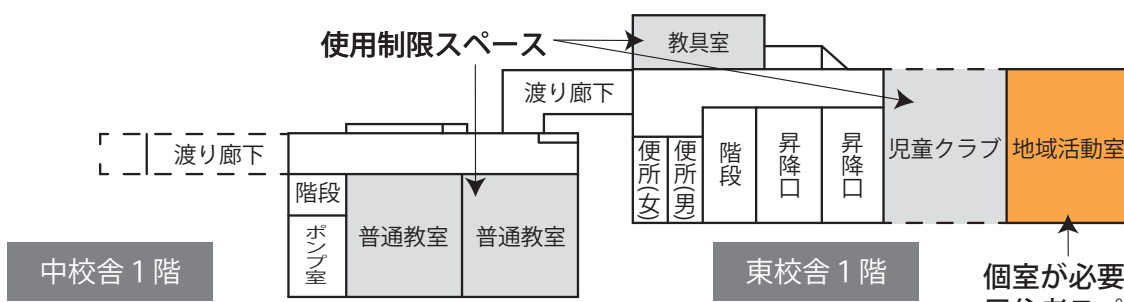 使用制限スペース
教具室
渡り廊下
渡り廊下
便所(女)
便所(男)
階段
昇降口
昇降口
児童クラブ
地域活動室
階段
ポンプ室
普通教室
普通教室
中校舎1階
東校舎1階
個室が必要